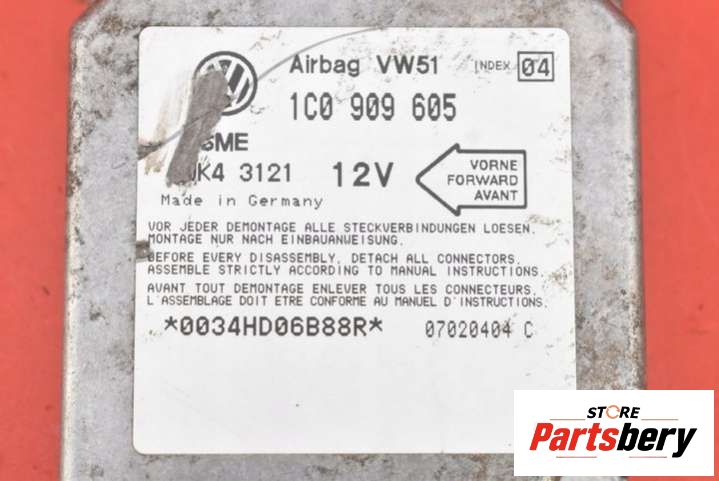 Airbag VW51 INDEX 04
1C0 909 605
3121 12V
VORNE
FORWARD
AVANT
Made in Germany
VOR JEDER DEMONTAGE ALLE STECKVERBINDUNGEN LOESEN.
MONTAGE NUR NACH EINBAUANWEISUNG.
BEFORE EVERY DISASSEMBLY, DETACH ALL CONNECTORS.
ASSEMBLE STRICTLY ACCORDING TO MANUAL INSTRUCTIONS.
AVANT TOUT DEMONTAGE ENLEVER TOUS LES CONNECTEURS.
L'ASSEMBLAGE DOIT ETRE CONFORME AU MANUEL D'INSTRUCTIONS.
*0034HD06B88R* 07020404 C
STORE
Partsbery